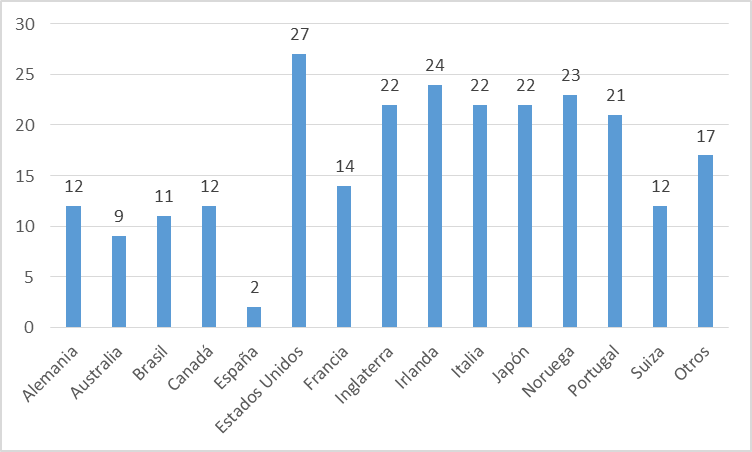 30
25
20
15
10
5
0
12
9
11
12
2
27
14
22
24
22
22
23
21
12
17
Alemania
Australia
Brasil
Canadá
España
Estados Unidos
Francia
Inglaterra
Irlanda
Italia
Japón
Noruega
Portugal
Suiza
Otros